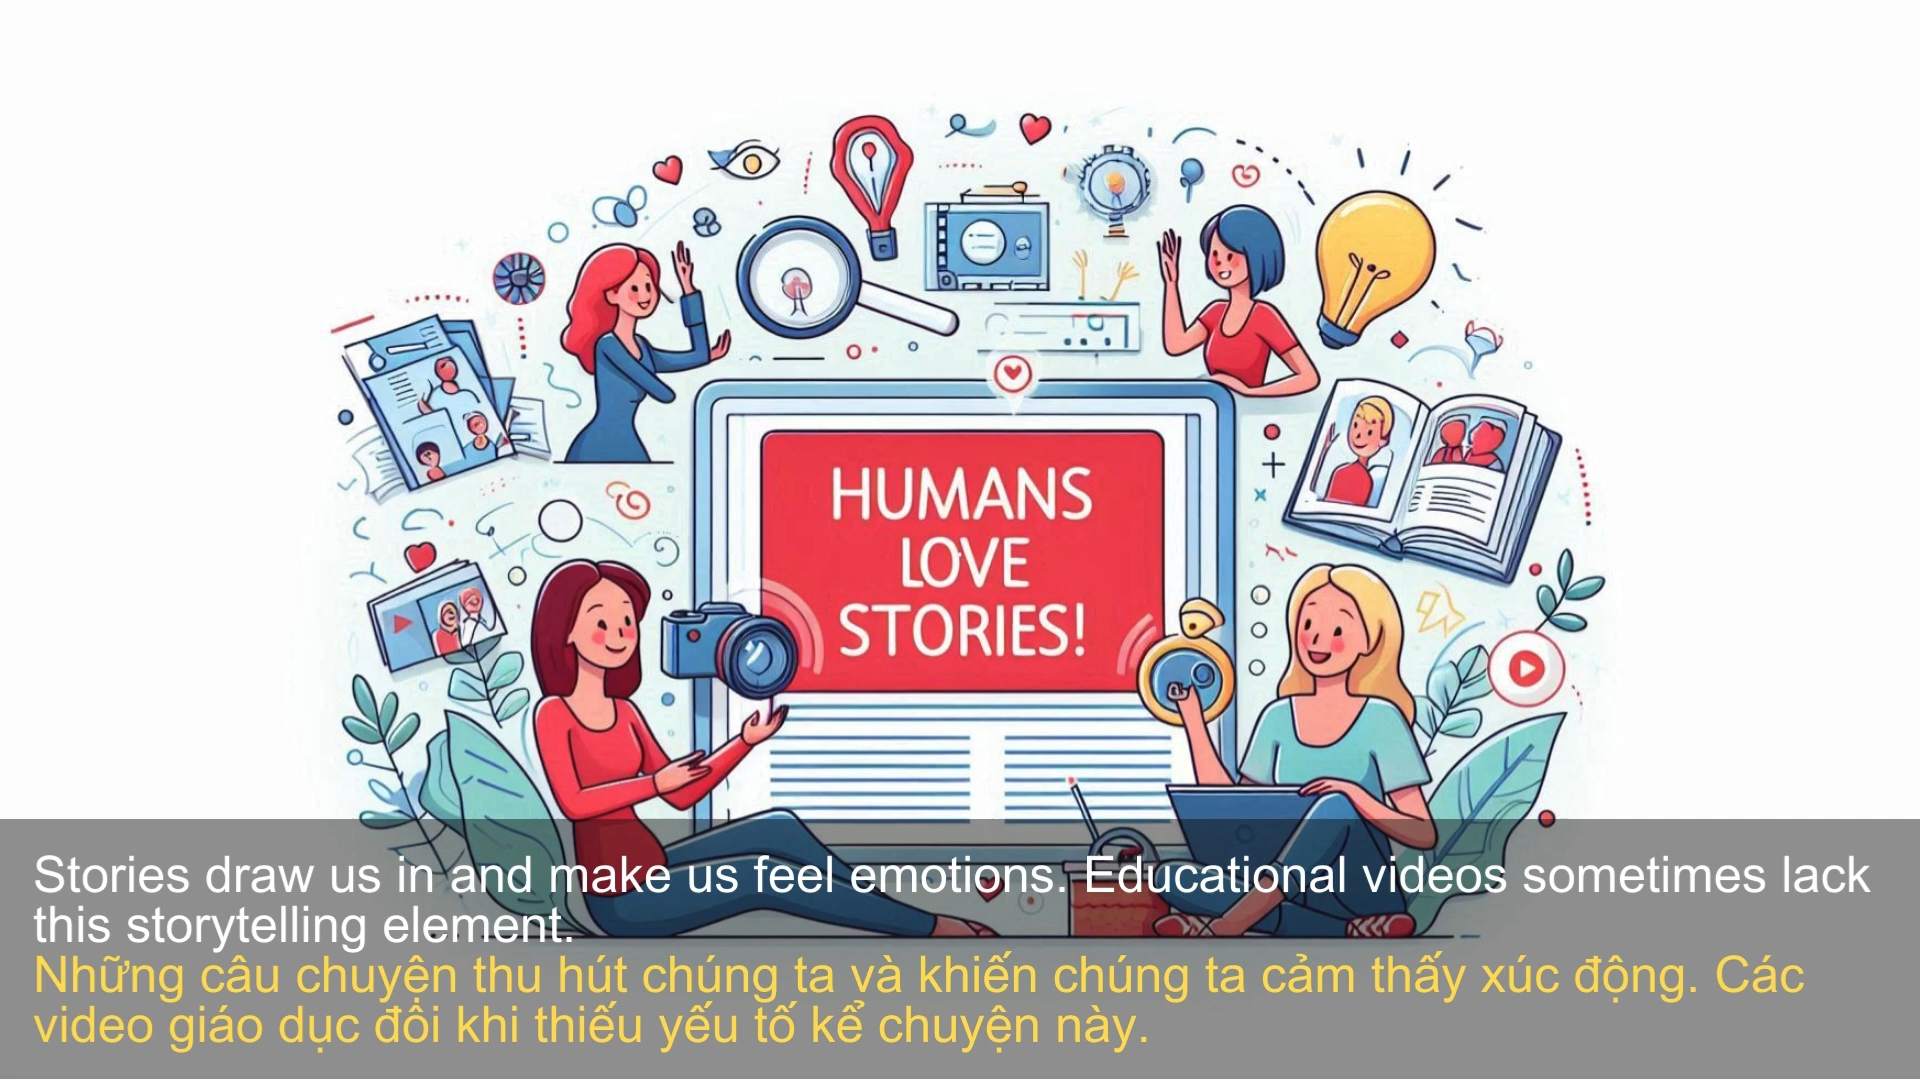 HUMANS
LOVE
STORIES!
Stories draw us in and make us feel emotions. Educational videos sometimes lack
this storytelling element.
Những câu chuyện thu hút chúng ta và khiến chúng ta cảm thấy xúc động. Các
video giáo dục đôi khi thiếu yếu tố kể chuyện này.